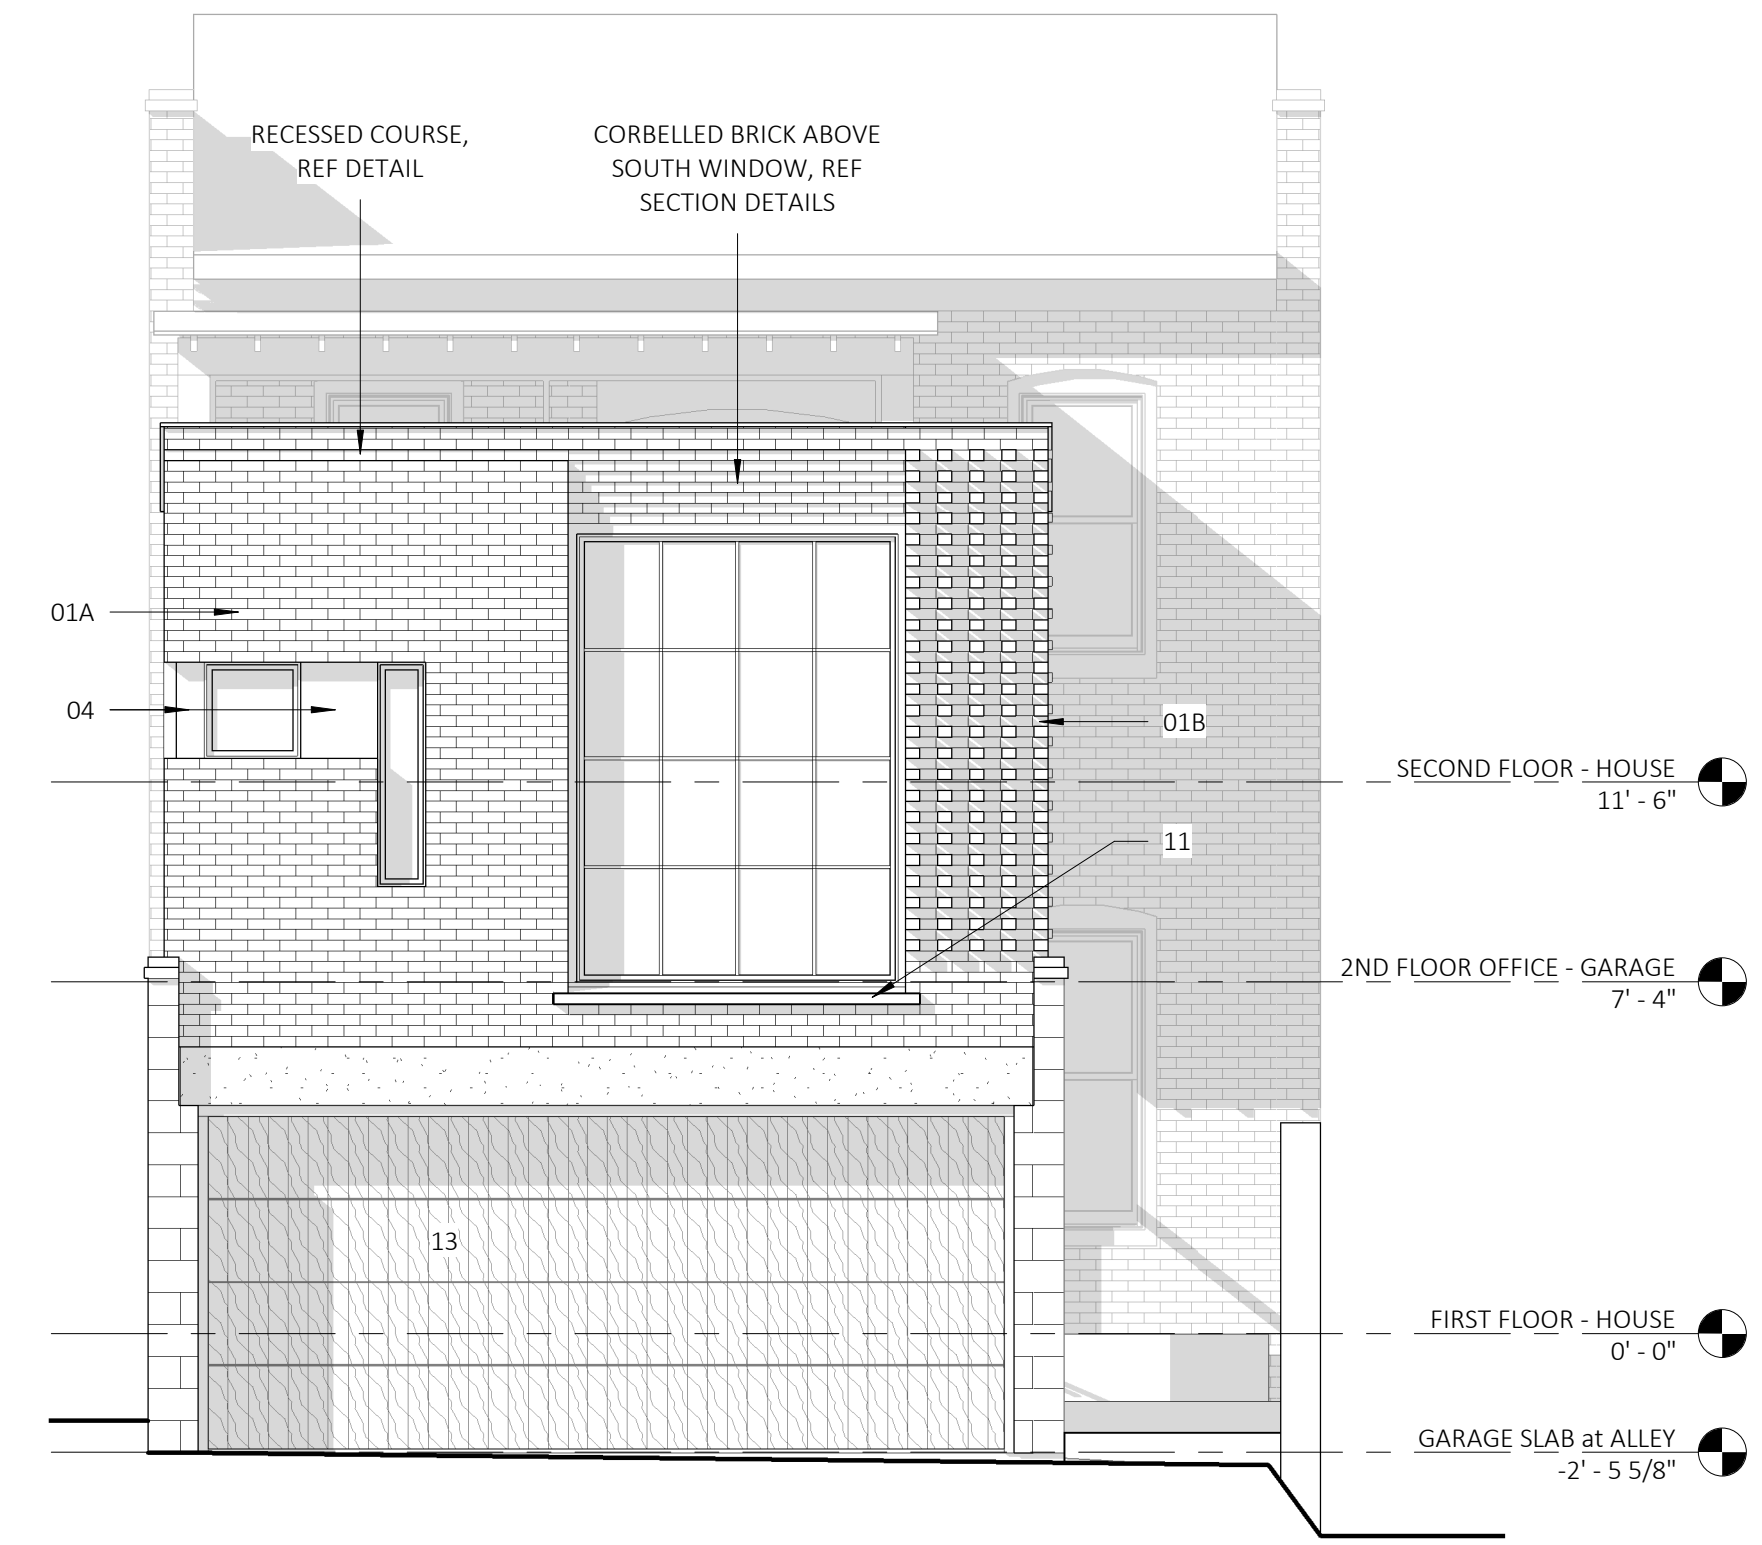 RECESSED COURSE,
REF DETAIL
CORBELLED BRICK ABOVE
SOUTH WINDOW, REF
SECTION DETAILS
01A
04
01B
SECOND FLOOR - HOUSE
11' - 6"
11
2ND FLOOR OFFICE - GARAGE
7' - 4"
13
FIRST FLOOR - HOUSE
0' - 0"
GARAGE SLAB at ALLEY
-2' - 5 5/8"